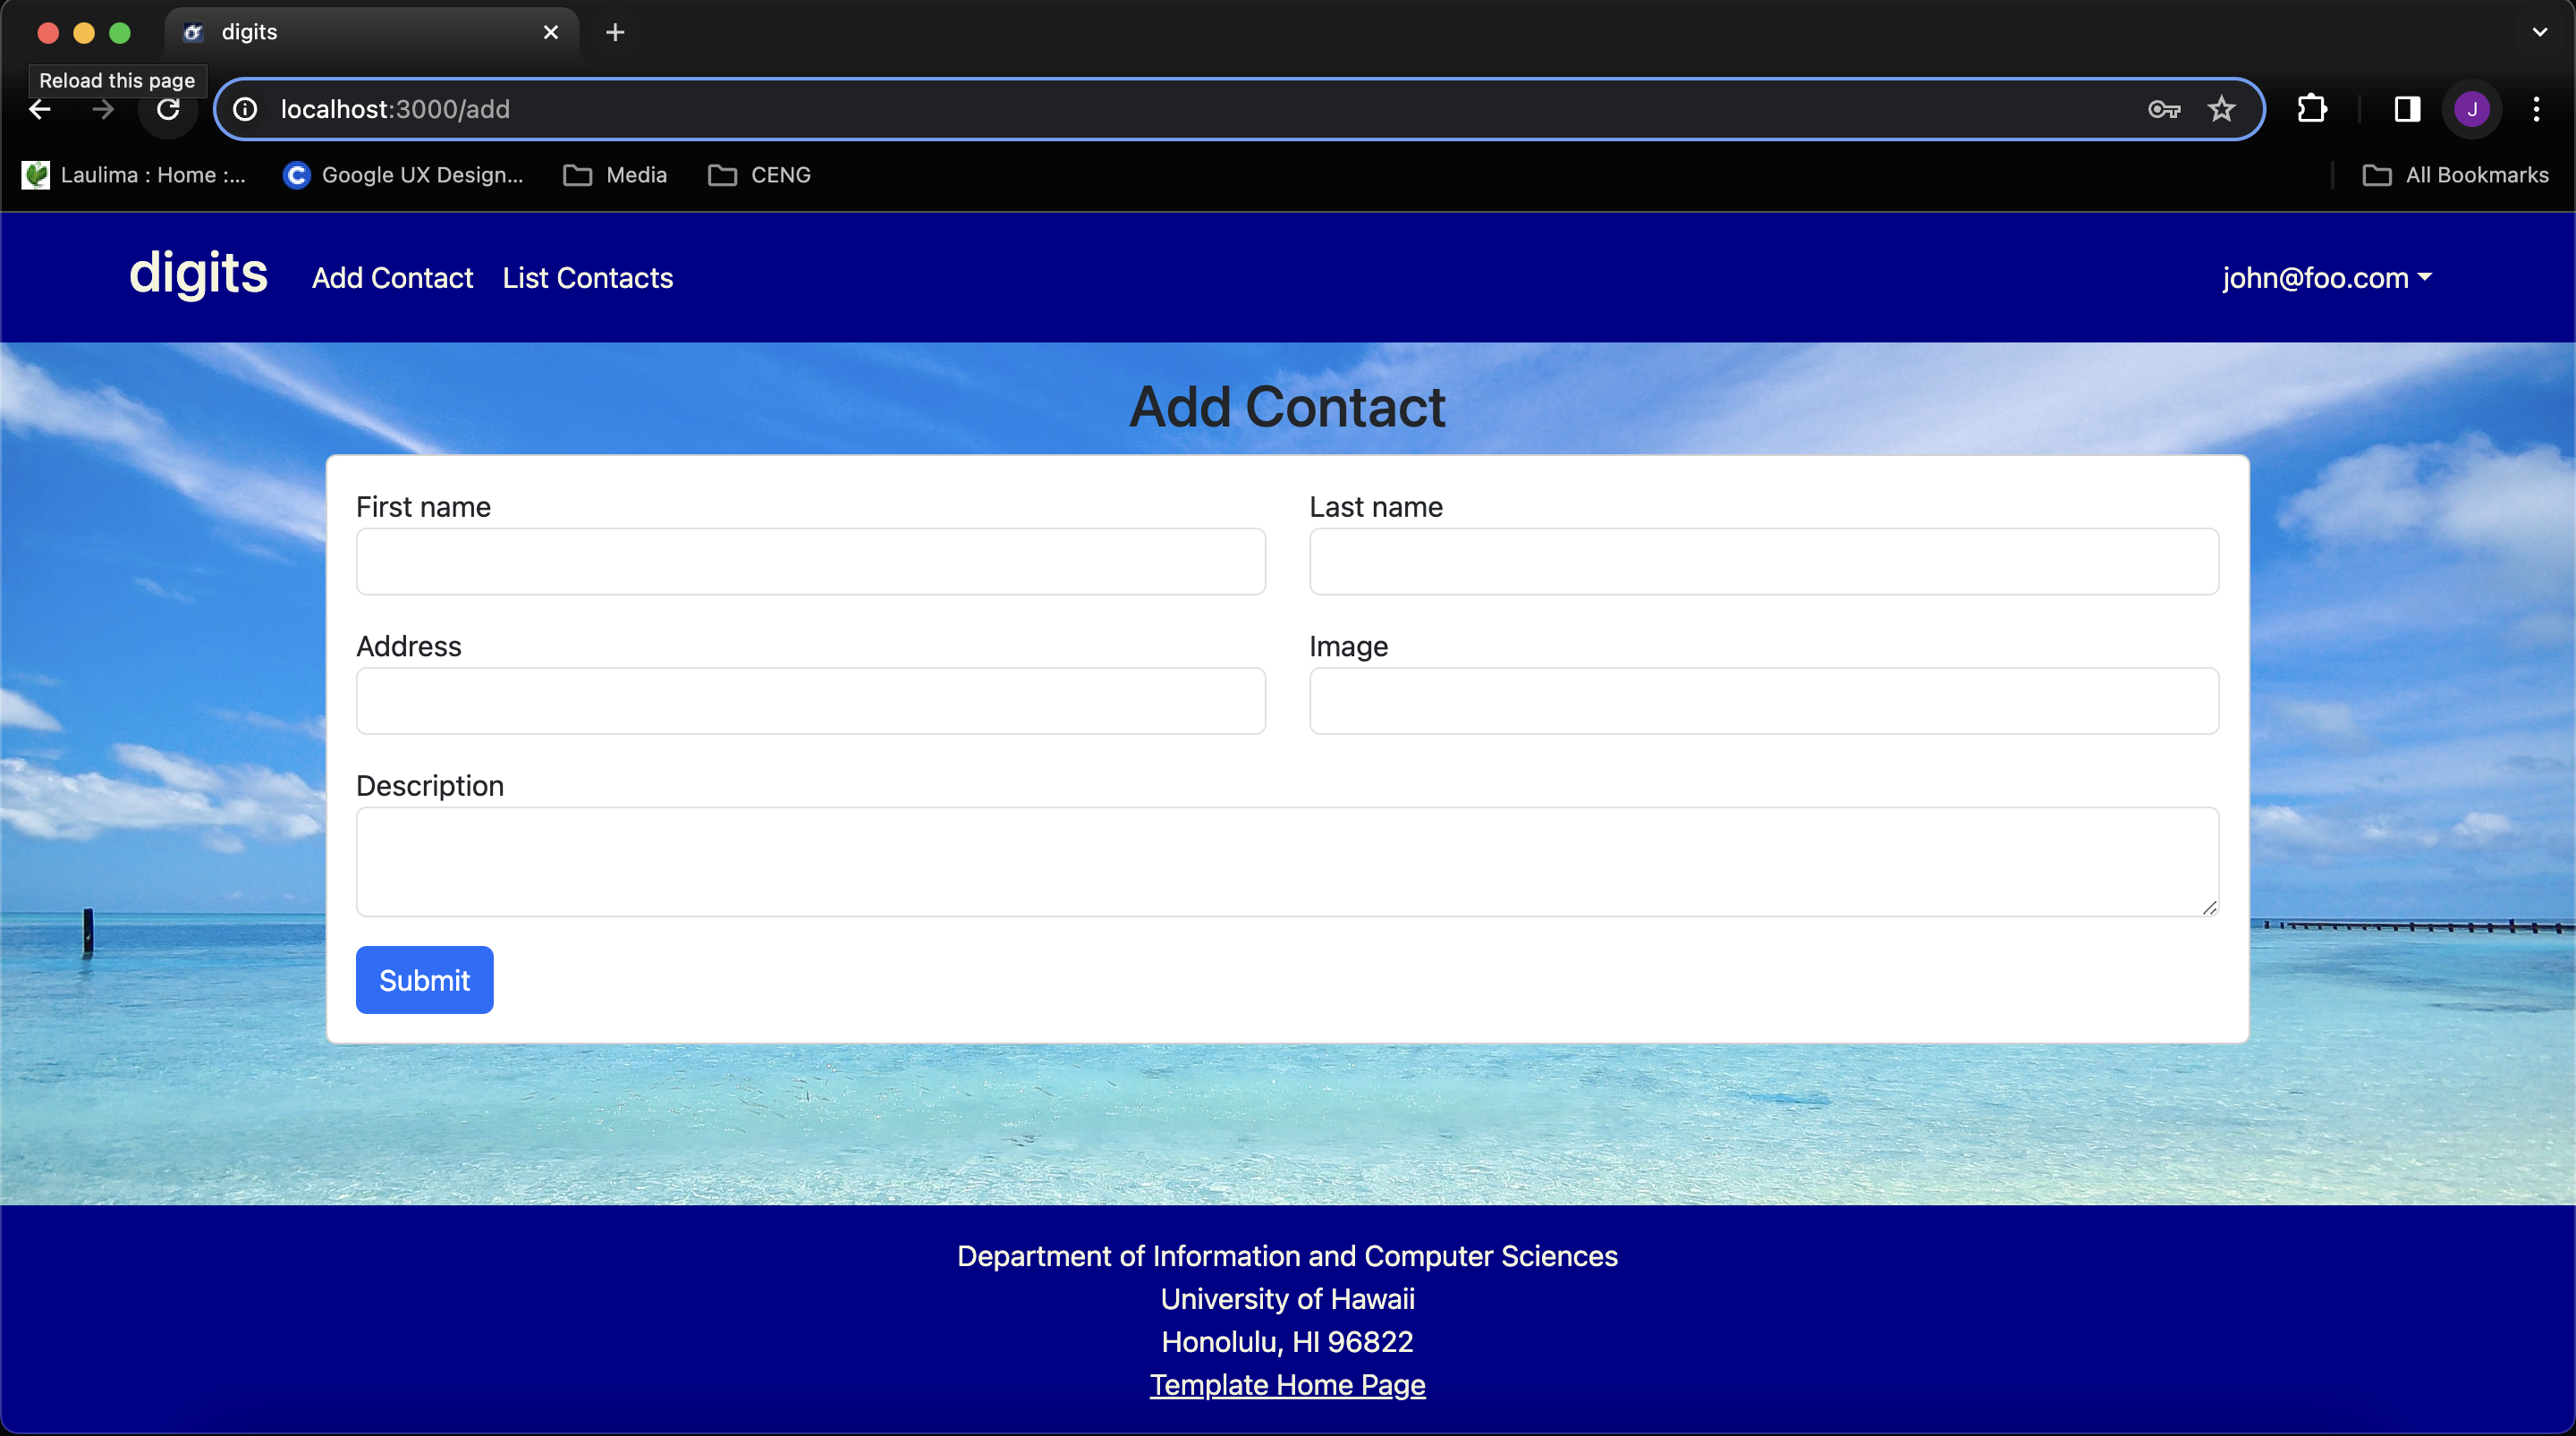 digits
Reload this page
localhost:3000/add
J
Laulima : Home :...
C Google UX Design...
Media
CENG
All Bookmarks
digits
Add Contact
List Contacts
john@foo.com
Add Contact
First name
Last name
Address
Image
Description
Submit
Department of Information and Computer Sciences
University of Hawaii
Honolulu, HI 96822
Template Home Page